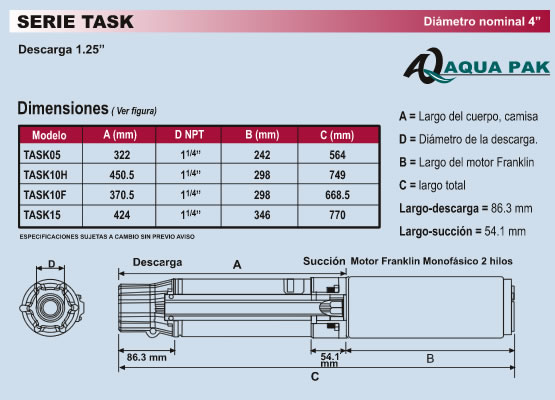 SERIE TASK
Diámetro nominal 4”
Descarga 1.25”
AQUA PAK
Dimensiones ( Ver figura)
Modelo A (mm) D NPT B (mm) C (mm)
TASK05 322 1 1/4” 242 564
TASK10H 450.5 1 1/4” 298 749
TASK10F 370.5 1 1/4” 298 668.5
TASK15 424 1 1/4” 346 770
ESPECIFICACIONES SUJETAS A CAMBIO SIN PREVIO AVISO
A = Largo del cuerpo, camisa
D = Diámetro de la descarga.
B = Largo del motor Franklin
C = largo total
Largo-descarga = 86.3 mm
Largo-succión = 54.1 mm
D
Descarga A Succión Motor Franklin Monofásico 2 hilos
86.3 mm 54.1 mm B
C